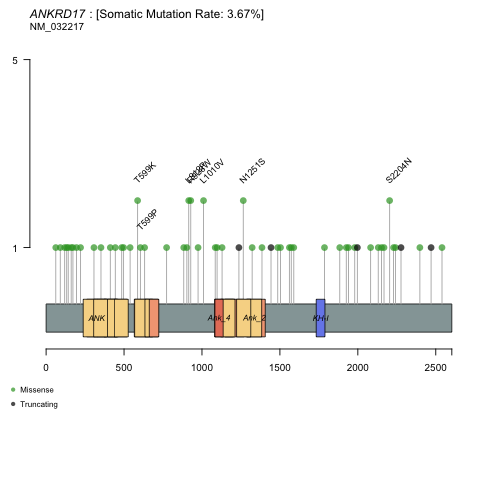 ANKRD17 : [Somatic Mutation Rate: 3.67%]
NM_032217
5
T599K
L1010V
N1251S
S2204N
T599P
1
ANK
Ank_4
Ank_2
KH-I
0
500
1000
1500
2000
2500
Missense
Truncating